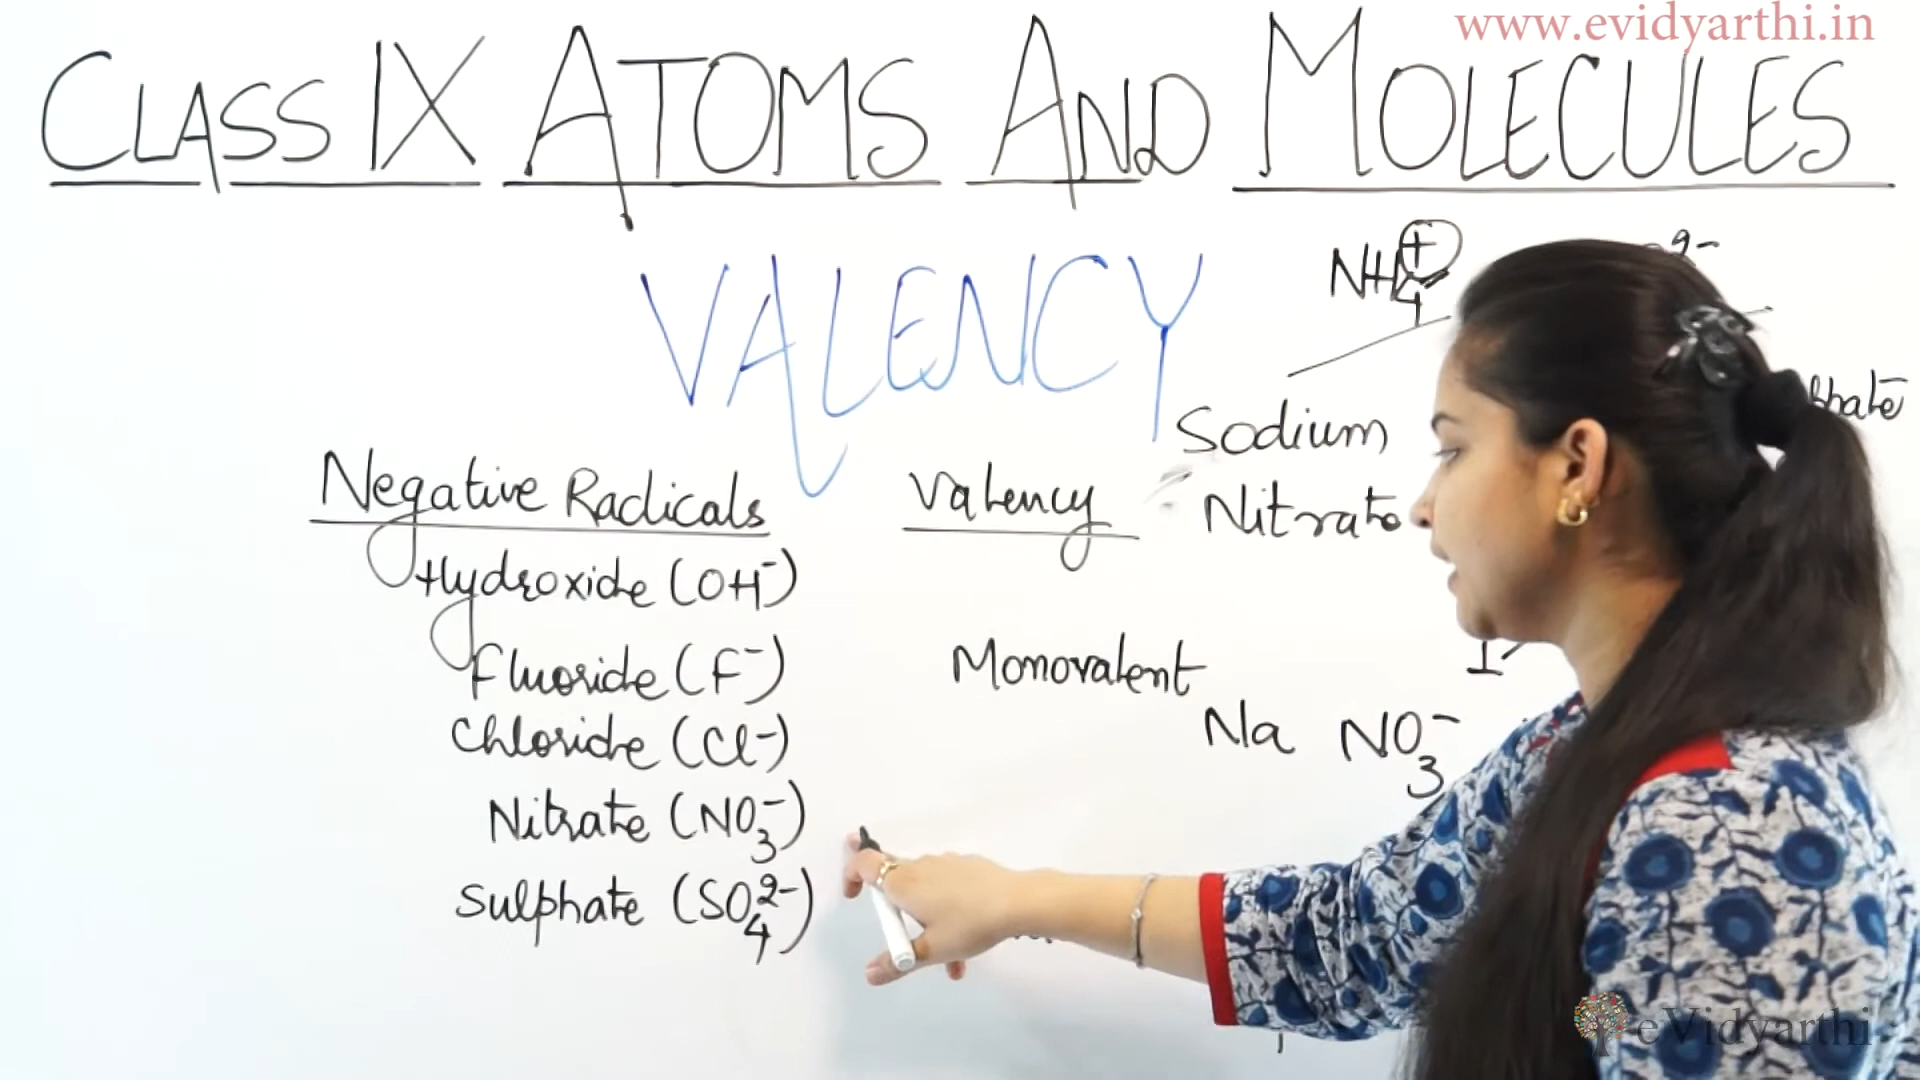 www.evidyarthi.in
CLASS IX ATOMS AND MOLECULES
NH₄⁺
VALENCY
Sodium
Negative Radicals Valency Nitrate
Hydroxide (OH⁻)
Fluoride (F⁻) Monovalent
Chloride (Cl⁻) Na NO₃⁻
Nitrate (NO₃⁻)
Sulphate (SO₄²⁻)
eVidyarthi